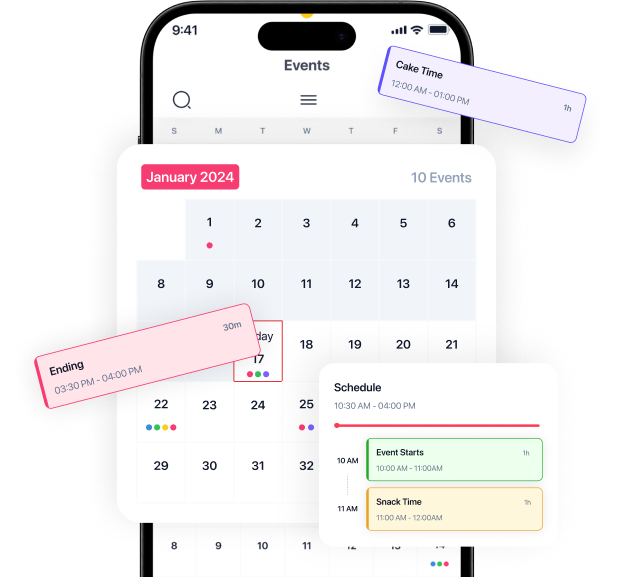 9:41
Events
Cake Time
12:00 AM - 01:00 PM
1h
S M T W T F S
January 2024
10 Events
1 2 3 4 5 6
8 9 10 11 12 13 14
day
17 18 19 20 21
Ending
03:30 PM - 04:00 PM
30m
22 23 24 25
29 30 31 32
Schedule
10:30 AM - 04:00 PM
10 AM
Event Starts
1h
10:00 AM - 11:00AM
11 AM
Snack Time
1h
11:00 AM - 12:00AM
8 9 10 11 12 13 14